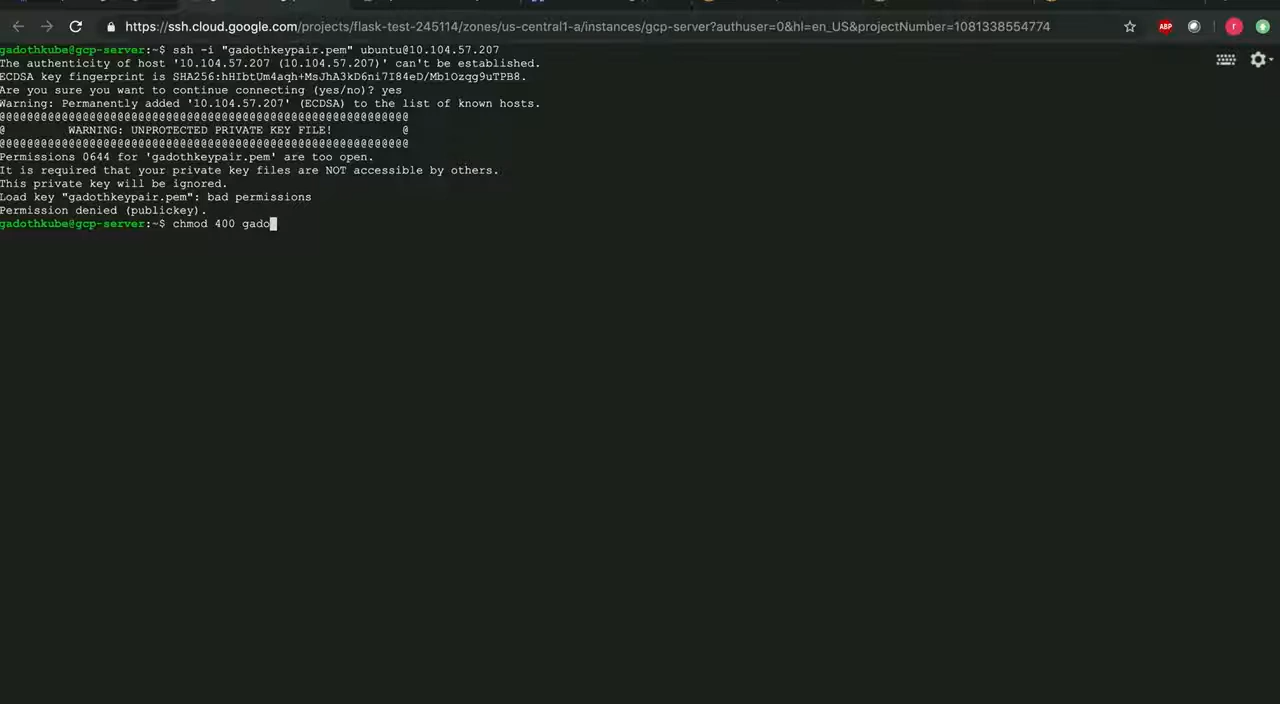 https://ssh.cloud.google.com/projects/flask-test-245114/zones/us-central1-a/instances/gcp-server?authuser=0&hl=en_US&projectNumber=1081338554774
ABP
r
gadothkube@gcp-server:~$ ssh -i "gadothkeypair.pem" ubuntu@10.104.57.207
The authenticity of host '10.104.57.207 (10.104.57.207)' can't be established.
ECDSA key fingerprint is SHA256:hHIbtUm4aqh+MsJhA3kD6ni7I84eD/Mb1Ozqg9uTPB8.
Are you sure you want to continue connecting (yes/no)? yes
Warning: Permanently added '10.104.57.207' (ECDSA) to the list of known hosts.
@@@@@@@@@@@@@@@@@@@@@@@@@@@@@@@@@@@@@@@@@@@@@@@@@@@@@@@@@@@
@         WARNING: UNPROTECTED PRIVATE KEY FILE!          @
@@@@@@@@@@@@@@@@@@@@@@@@@@@@@@@@@@@@@@@@@@@@@@@@@@@@@@@@@@@
Permissions 0644 for 'gadothkeypair.pem' are too open.
It is required that your private key files are NOT accessible by others.
This private key will be ignored.
Load key "gadothkeypair.pem": bad permissions
Permission denied (publickey).
gadothkube@gcp-server:~$ chmod 400 gado